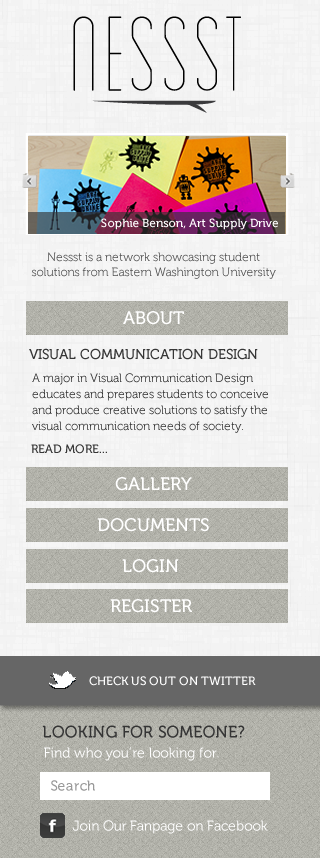 NESSST
Sophie Benson, Art Supply Drive
Nessst is a network showcasing student
solutions from Eastern Washington University
ABOUT
VISUAL COMMUNICATION DESIGN
A major in Visual Communication Design
educates and prepares students to conceive
and produce creative solutions to satisfy the
visual communication needs of society.
READ MORE...
GALLERY
DOCUMENTS
LOGIN
REGISTER
CHECK US OUT ON TWITTER
LOOKING FOR SOMEONE?
Find who you're looking for.
Search
f Join Our Fanpage on Facebook